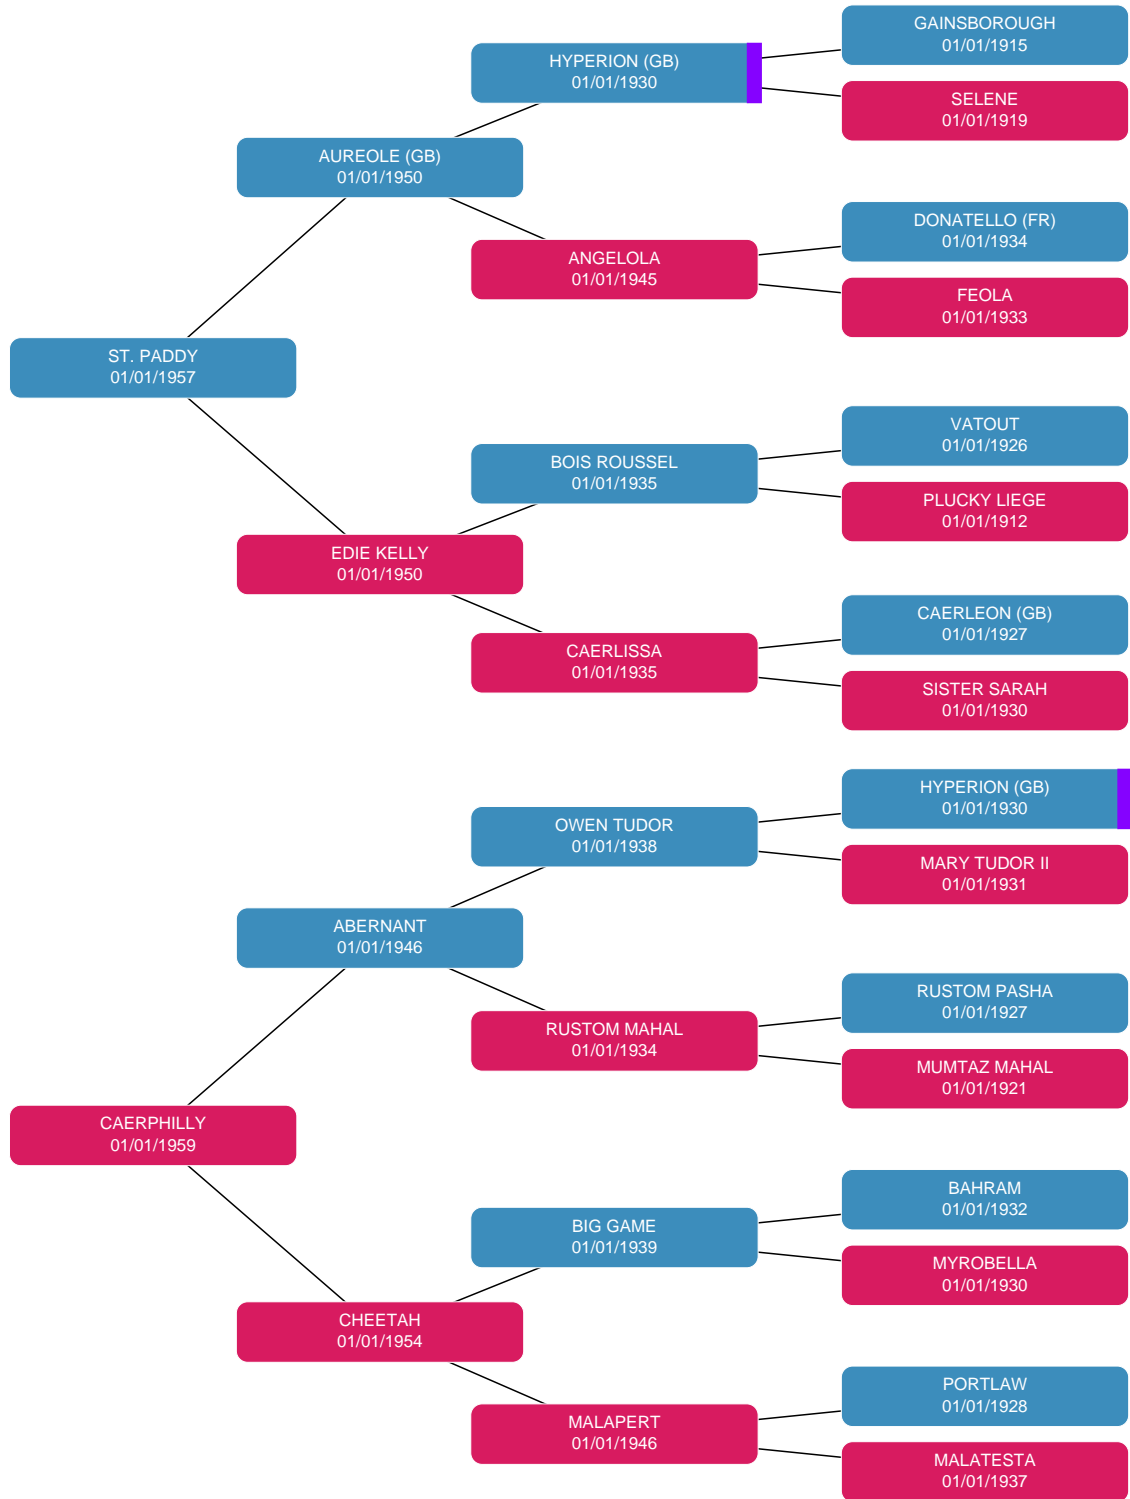 GAINSBOROUGH
01/01/1915
HYPERION (GB)
01/01/1930
SELENE
01/01/1919
AUREOLE (GB)
01/01/1950
DONATELLO (FR)
01/01/1934
ANGELOLA
01/01/1945
FEOLA
01/01/1933
ST. PADDY
01/01/1957
VATOUT
01/01/1926
BOIS ROUSSEL
01/01/1935
PLUCKY LIEGE
01/01/1912
EDIE KELLY
01/01/1950
CAERLEON (GB)
01/01/1927
CAERLISSA
01/01/1935
SISTER SARAH
01/01/1930
HYPERION (GB)
01/01/1930
OWEN TUDOR
01/01/1938
MARY TUDOR II
01/01/1931
ABERNANT
01/01/1946
RUSTOM PASHA
01/01/1927
RUSTOM MAHAL
01/01/1934
MUMTAZ MAHAL
01/01/1921
CAERPHILLY
01/01/1959
BAHRAM
01/01/1932
BIG GAME
01/01/1939
MYROBELLA
01/01/1930
CHEETAH
01/01/1954
PORTLAW
01/01/1928
MALAPERT
01/01/1946
MALATESTA
01/01/1937